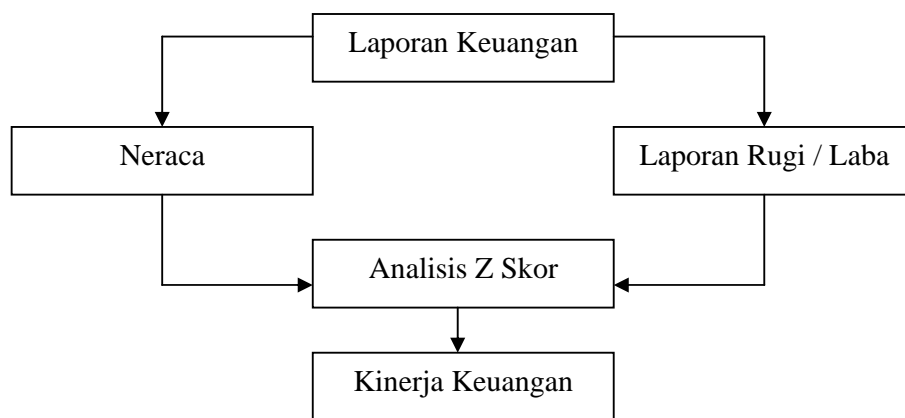 Laporan Keuangan
Neraca
Laporan Rugi / Laba
Analisis Z Skor
Kinerja Keuangan